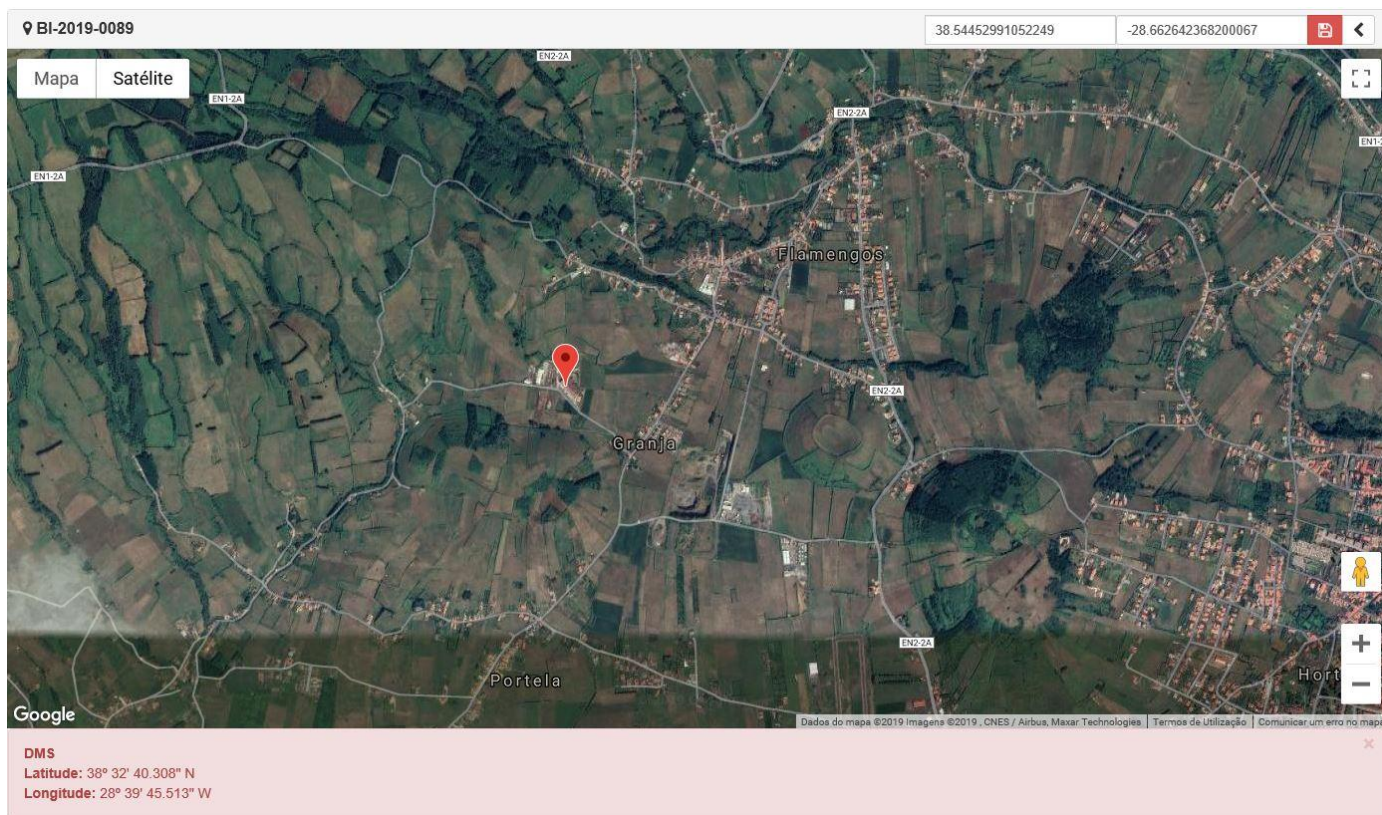 BI-2019-0089
38.54452991052249
-28.662642368200067
Mapa
Satélite
EN2-2A
EN1-2A
EN2-2A
EN1-2
EN1-2A
Flamengos
EN2-2A
Granja
EN2-2A
Portela
Hort
Google
Dados do mapa ©2019 Imagens ©2019 , CNES / Airbus, Maxar Technologies
Termos de Utilização
Comunicar um erro no mapa
DMS
Latitude: 38º 32' 40.308" N
Longitude: 28º 39' 45.513" W